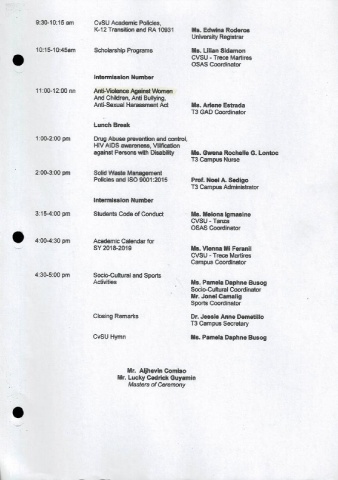 9:30-10:15 am CvSU Academic Policies,
K-12 Transition and RA 10931 Ms. Edwina Roderos
University Registrar
10:15-10:45am Scholarship Programs Ms. Lilian Sidamon
CVSU - Trece Martires
OSAS Coordinator
Intermission Number
11:00-12:00 nn Anti-Violence Against Women
And Children, Anti Bullying,
Anti-Sexual Harassment Act Ms. Arlene Estrada
T3 GAD Coordinator
Lunch Break
1:00-2:00 pm Drug Abuse prevention and control,
HIV AIDS awareness, Vilification
against Persons with Disability Ms. Gwena Rochelle G. Lontoc
T3 Campus Nurse
2:00-3:00 pm Solid Waste Management
Policies and ISO 9001:2015 Prof. Noel A. Sedigo
T3 Campus Administrator
Intermission Number
3:15-4:00 pm Students Code of Conduct Ms. Melona Igmasine
CVSU - Tanza
OSAS Coordinator
4:00-4:30 pm Academic Calendar for
SY 2018-2019 Ms. Vienna Mi Feranil
CVSU - Trece Martires
Campus Coordinator
4:30-5:00 pm Socio-Cultural and Sports
Activities Ms. Pamela Daphne Busog
Socio-Cultural Coordinator
Mr. Jonel Camalig
Sports Coordinator
Closing Remarks Dr. Jessie Anne Demetillo
T3 Campus Secretary
CvSU Hymn Ms. Pamela Daphne Busog
Mr. Aljhevin Comiso
Mr. Lucky Cedrick Guyamin
Masters of Ceremony